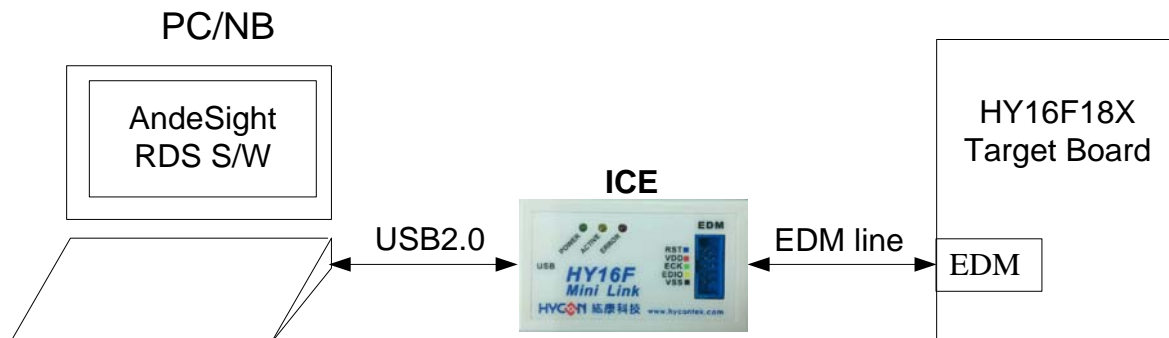 PC/NB
AndeSight
RDS S/W
USB2.0
ICE
POWER
ACTIVE
ERROR
EDM
RST
VDD
ECK
EDIO
VSS
USB
HY16F
Mini Link
HYCON 紘康科技 www.hycontek.com
EDM line
HY16F18X
Target Board
EDM